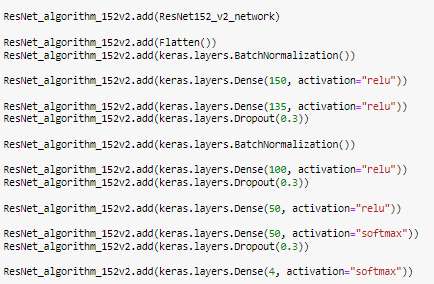 ResNet_algorithm_152v2.add(ResNet152_v2_network)
ResNet_algorithm_152v2.add(Flatten())
ResNet_algorithm_152v2.add(keras.layers.BatchNormalization())
ResNet_algorithm_152v2.add(keras.layers.Dense(150, activation="relu"))
ResNet_algorithm_152v2.add(keras.layers.Dense(135, activation="relu"))
ResNet_algorithm_152v2.add(keras.layers.Dropout(0.3))
ResNet_algorithm_152v2.add(keras.layers.BatchNormalization())
ResNet_algorithm_152v2.add(keras.layers.Dense(100, activation="relu"))
ResNet_algorithm_152v2.add(keras.layers.Dropout(0.3))
ResNet_algorithm_152v2.add(keras.layers.Dense(50, activation="relu"))
ResNet_algorithm_152v2.add(keras.layers.Dense(50, activation="softmax"))
ResNet_algorithm_152v2.add(keras.layers.Dropout(0.3))
ResNet_algorithm_152v2.add(keras.layers.Dense(4, activation="softmax"))